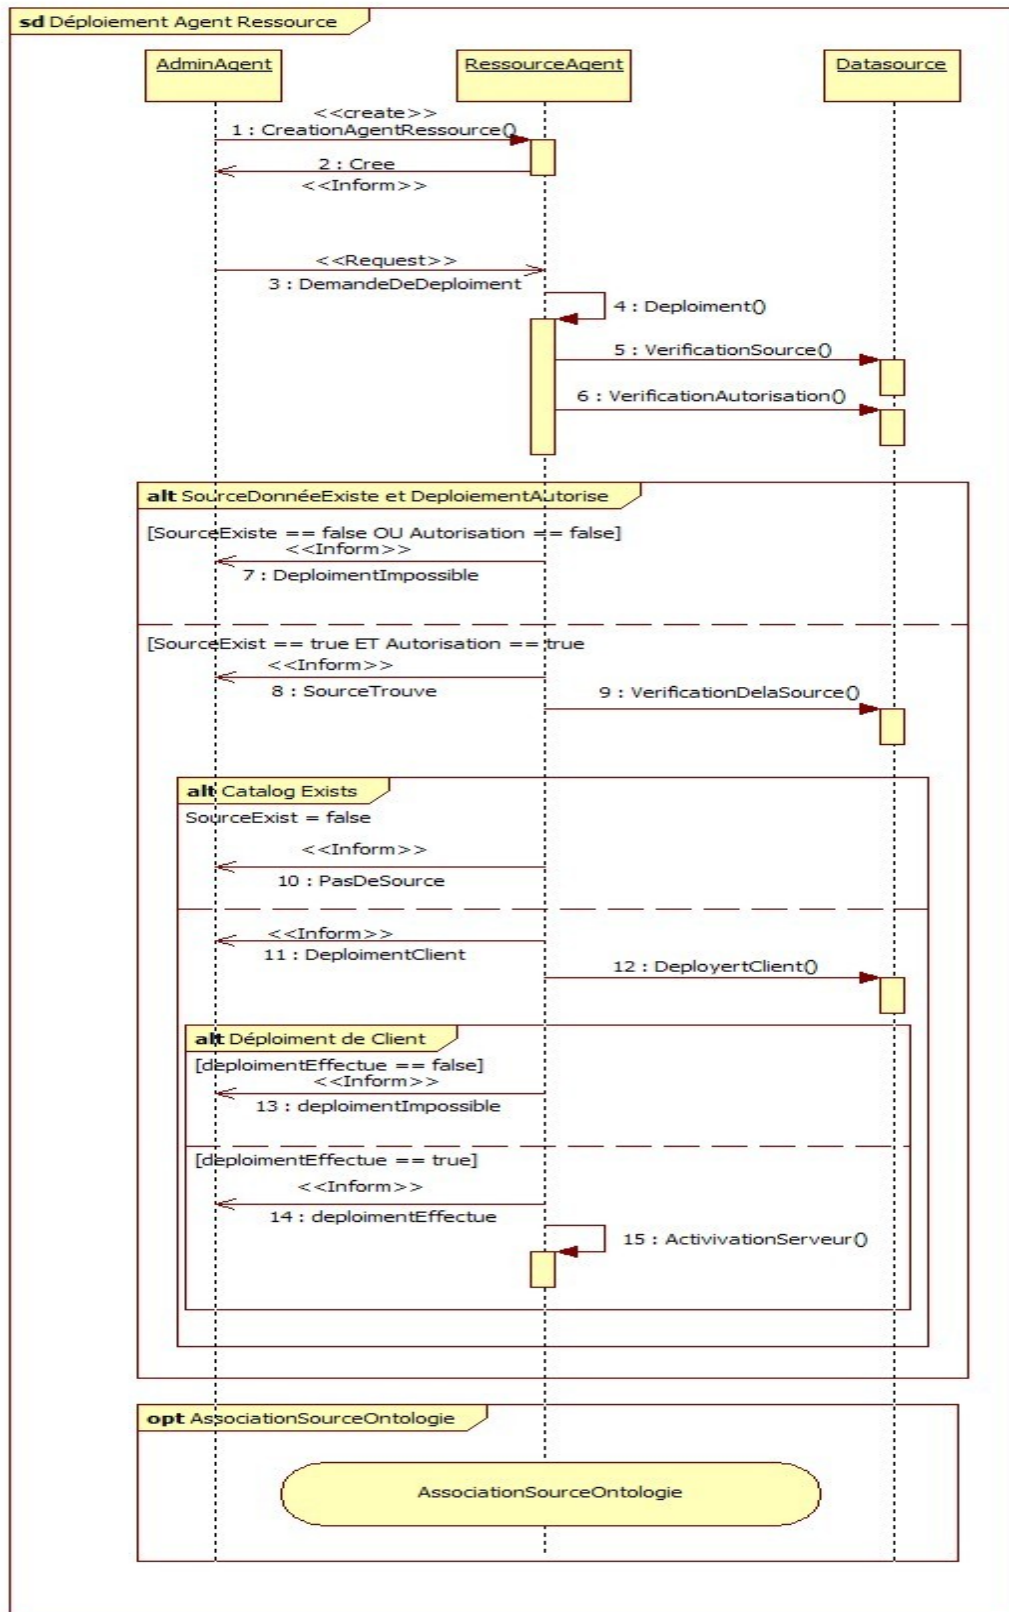 sd Déploiement Agent Ressource
AdminAgent
RessourceAgent
Datasource
<<create>>
1 : CreationAgentRessource()
2 : Cree
<<Inform>>
<<Request>>
3 : DemandeDeDeploiment
4 : Deploiment()
5 : VerificationSource()
6 : VerificationAutorisation()
alt SourceDonnéeExiste et DeploiementAutorise
[SourceExiste == false OU Autorisation == false]
<<Inform>>
7 : DeploimentImpossible
[SourceExist == true ET Autorisation == true
<<Inform>>
8 : SourceTrouve
9 : VerificationDelaSource()
alt Catalog Exists
SourceExist = false
<<Inform>>
10 : PasDeSource
<<Inform>>
11 : DeploimentClient
12 : DeployertClient()
alt Déploiment de Client
[deploimentEffectue == false]
<<Inform>>
13 : deploimentImpossible
[deploimentEffectue == true]
<<Inform>>
14 : deploimentEffectue
15 : ActivivationServeur()
opt AssociationSourceOntologie
AssociationSourceOntologie